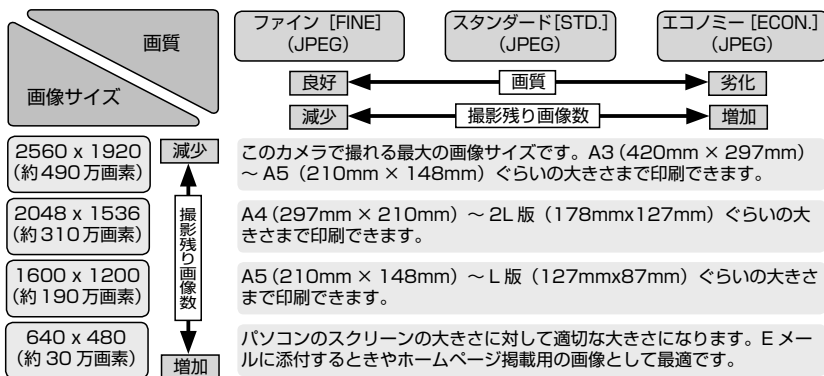 画質
画像サイズ
ファイン [FINE]
(JPEG)
スタンダード[STD.]
(JPEG)
エコノミー [ECON.]
(JPEG)
良好
画質
劣化
減少
撮影残り画像数
増加
2560 x 1920
(約490万画素)
減少
このカメラで撮れる最大の画像サイズです。A3(420mm × 297mm)
～ A5(210mm × 148mm)ぐらいの大きさまで印刷できます。
2048 x 1536
(約310万画素)
撮影残り画像数
A4(297mm × 210mm)～ 2L 版(178mmx127mm)ぐらいの大
きさまで印刷できます。
1600 x 1200
(約190万画素)
A5(210mm × 148mm)～ L 版(127mmx87mm)ぐらいの大きさ
まで印刷できます。
640 x 480
(約 30 万画素)
増加
パソコンのスクリーンの大きさに対して適切な大きさになります。E メー
ルに添付するときやホームページ掲載用の画像として最適です。